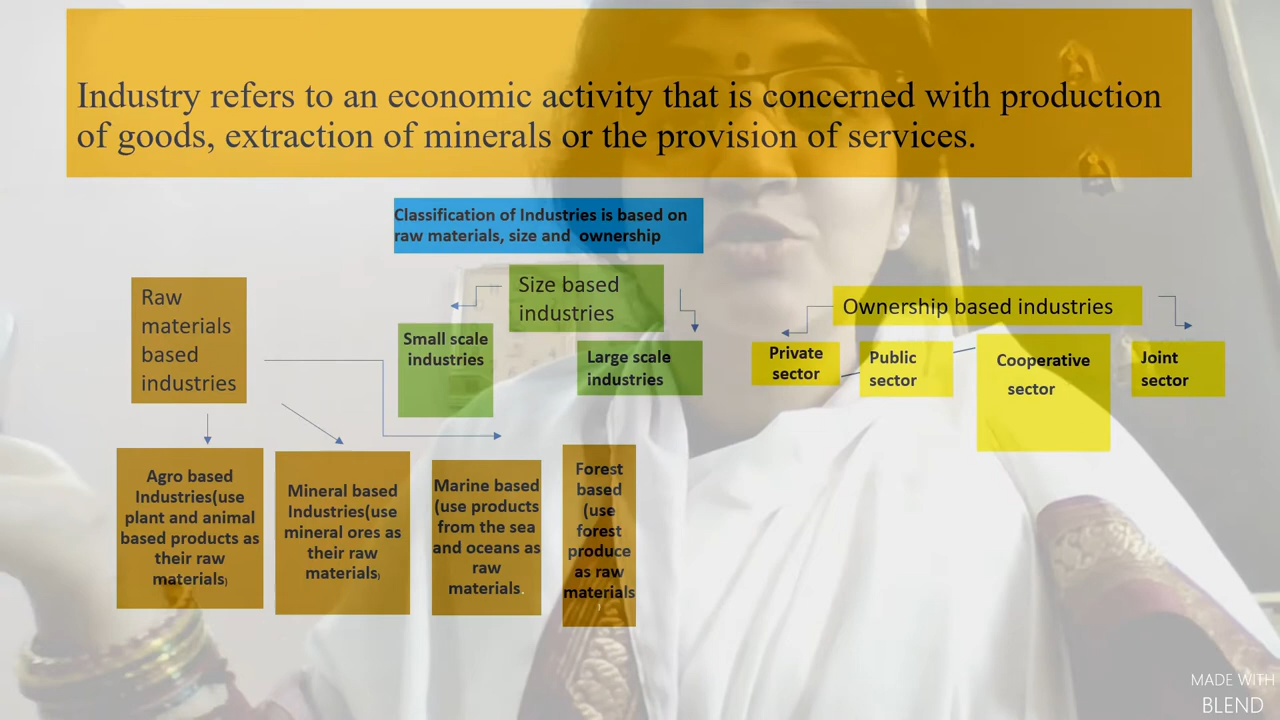 Industry refers to an economic activity that is concerned with production
of goods, extraction of minerals or the provision of services.
Classification of Industries is based on
raw materials, size and ownership
Raw
materials
based
industries
Size based
industries
Ownership based industries
Small scale
industries
Large scale
industries
Private
sector
Public
sector
Cooperative
sector
Joint
sector
Agro based
Industries(use
plant and animal
based products as
their raw
materials)
Mineral based
Industries(use
mineral ores as
their raw
materials)
Marine based
(use products
from the sea
and oceans as
raw
materials.
Forest
based
(use
forest
produce
as raw
materials
)
MADE WITH
BLEND